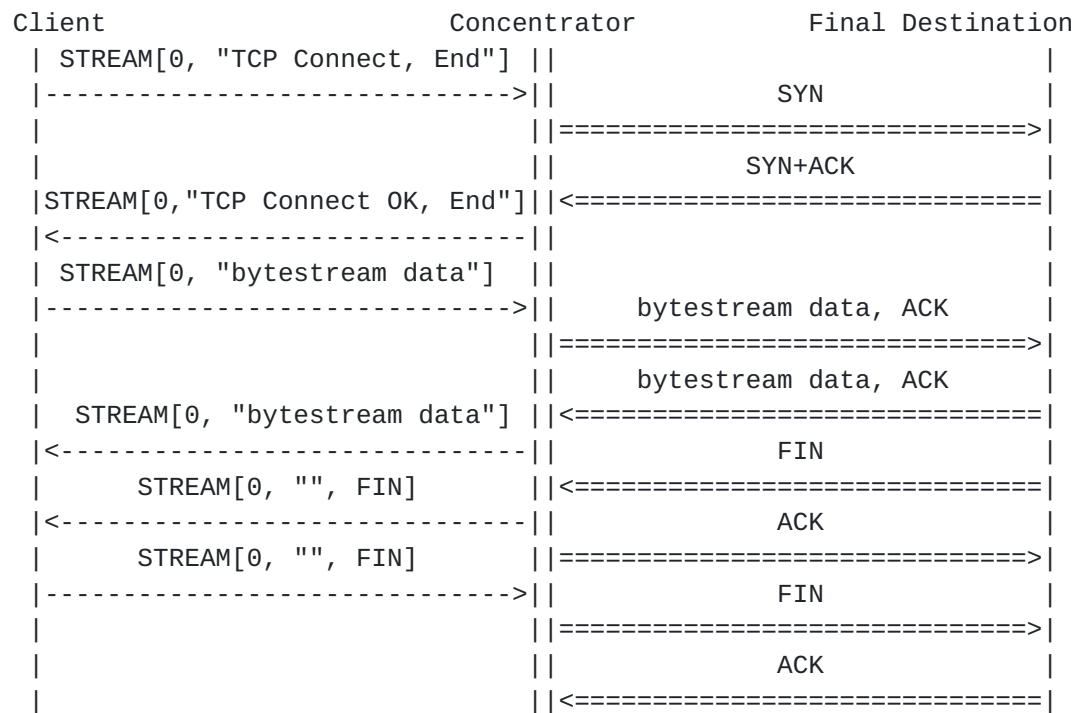 Client                      Concentrator           Final Destination
 | STREAM[0, "TCP Connect, End"] ||                                |
 |------------------------------>||              SYN               |
 |                               ||==============================>|
 |                               ||            SYN+ACK             |
 |STREAM[0,"TCP Connect OK, End"]||<==============================|
 |<------------------------------||                                |
 | STREAM[0, "bytestream data"]  ||                                |
 |------------------------------>||     bytestream data, ACK       |
 |                               ||==============================>|
 |                               ||     bytestream data, ACK       |
 |  STREAM[0, "bytestream data"] ||<==============================|
 |<------------------------------||              FIN               |
 |      STREAM[0, "", FIN]       ||<==============================|
 |<------------------------------||              ACK               |
 |      STREAM[0, "", FIN]       ||==============================>|
 |------------------------------>||              FIN               |
 |                               ||==============================>|
 |                               ||              ACK               |
 |                               ||<==============================|